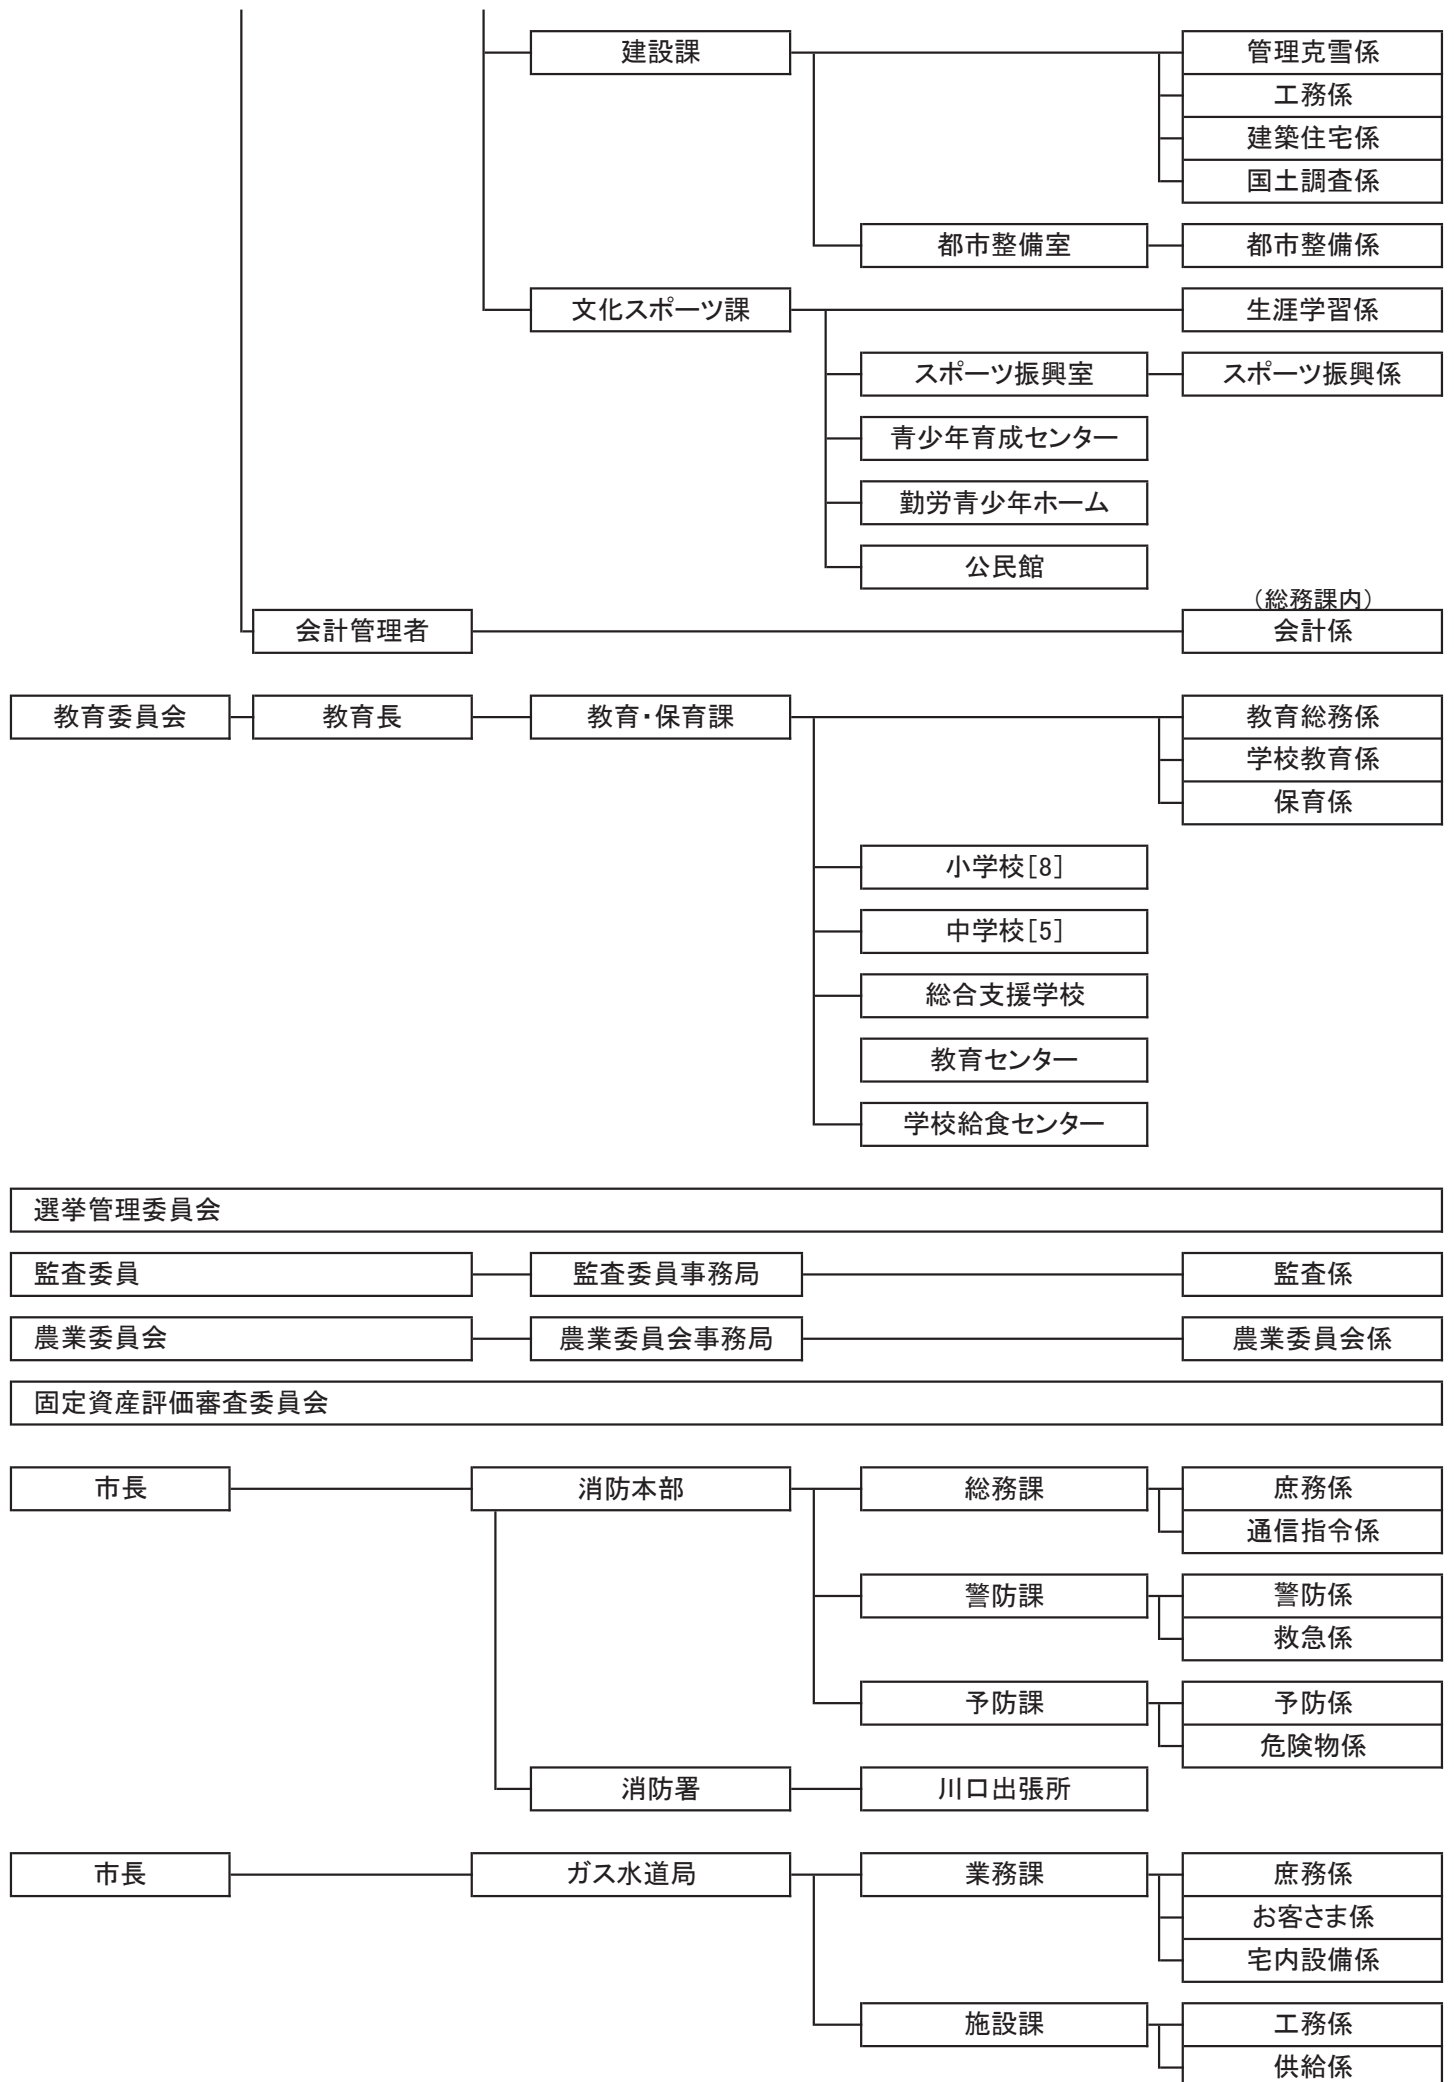 建設課
管理克雪係
工務係
建築住宅係
国土調査係
都市整備室
都市整備係
文化スポーツ課
生涯学習係
スポーツ振興室
スポーツ振興係
青少年育成センター
勤労青少年ホーム
公民館
（総務課内）
会計管理者
会計係
教育委員会
教育長
教育・保育課
教育総務係
学校教育係
保育係
小学校[8]
中学校[5]
総合支援学校
教育センター
学校給食センター
選挙管理委員会
監査委員
監査委員事務局
監査係
農業委員会
農業委員会事務局
農業委員会係
固定資産評価審査委員会
市長
消防本部
総務課
庶務係
通信指令係
警防課
警防係
救急係
予防課
予防係
危険物係
消防署
川口出張所
市長
ガス水道局
業務課
庶務係
お客さま係
宅内設備係
施設課
工務係
供給係